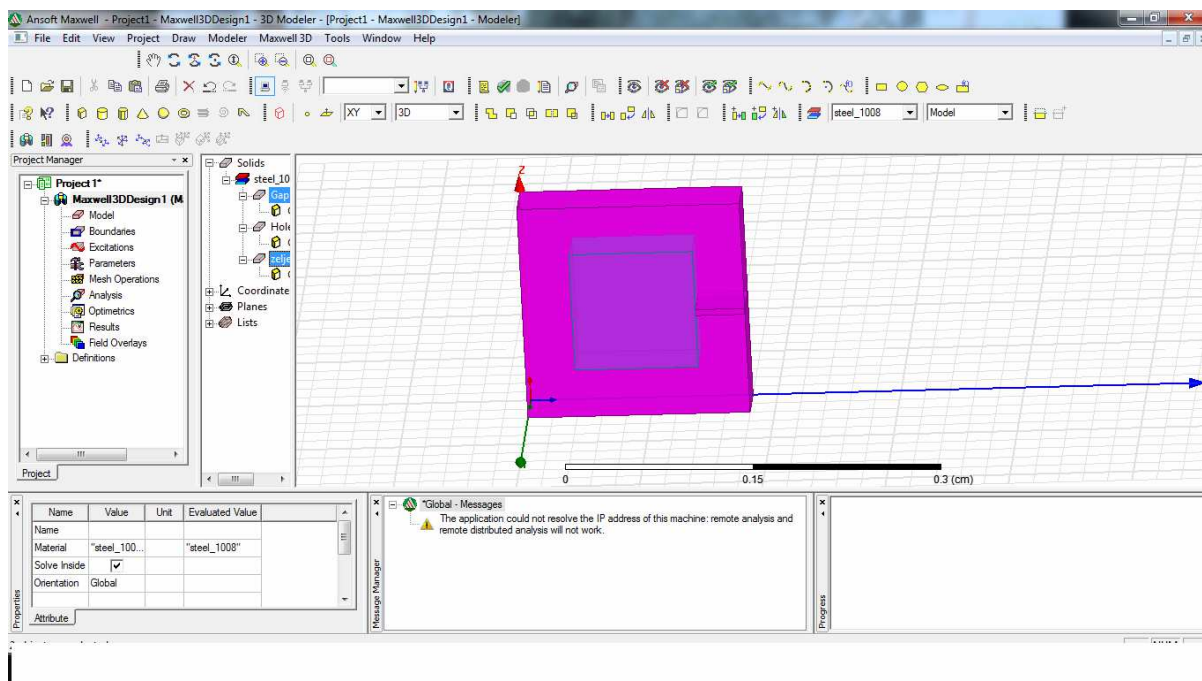 Ansoft Maxwell - Project1 - Maxwell3DDesign1 - 3D Modeler - [Project1 - Maxwell3DDesign1 - Modeler]
File Edit View Project Draw Modeler Maxwell 3D Tools Window Help
XY 3D steel_1008 Model
Project Manager
Project1*
Maxwell3DDesign1 (M
Model
Boundaries
Excitations
Parameters
Mesh Operations
Analysis
Optimetrics
Results
Field Overlays
Definitions
Project
Solids
steel_10
Gap
Hole
zelje
Coordinate
Planes
Lists
Z
0 0.15 0.3 (cm)
Name Value Unit Evaluated Value
Name
Material "steel_100... "steel_1008"
Solve Inside
Orientation Global
Attribute
Properties
*Global - Messages
The application could not resolve the IP address of this machine: remote analysis and
remote distributed analysis will not work.
Message Manager
Progress